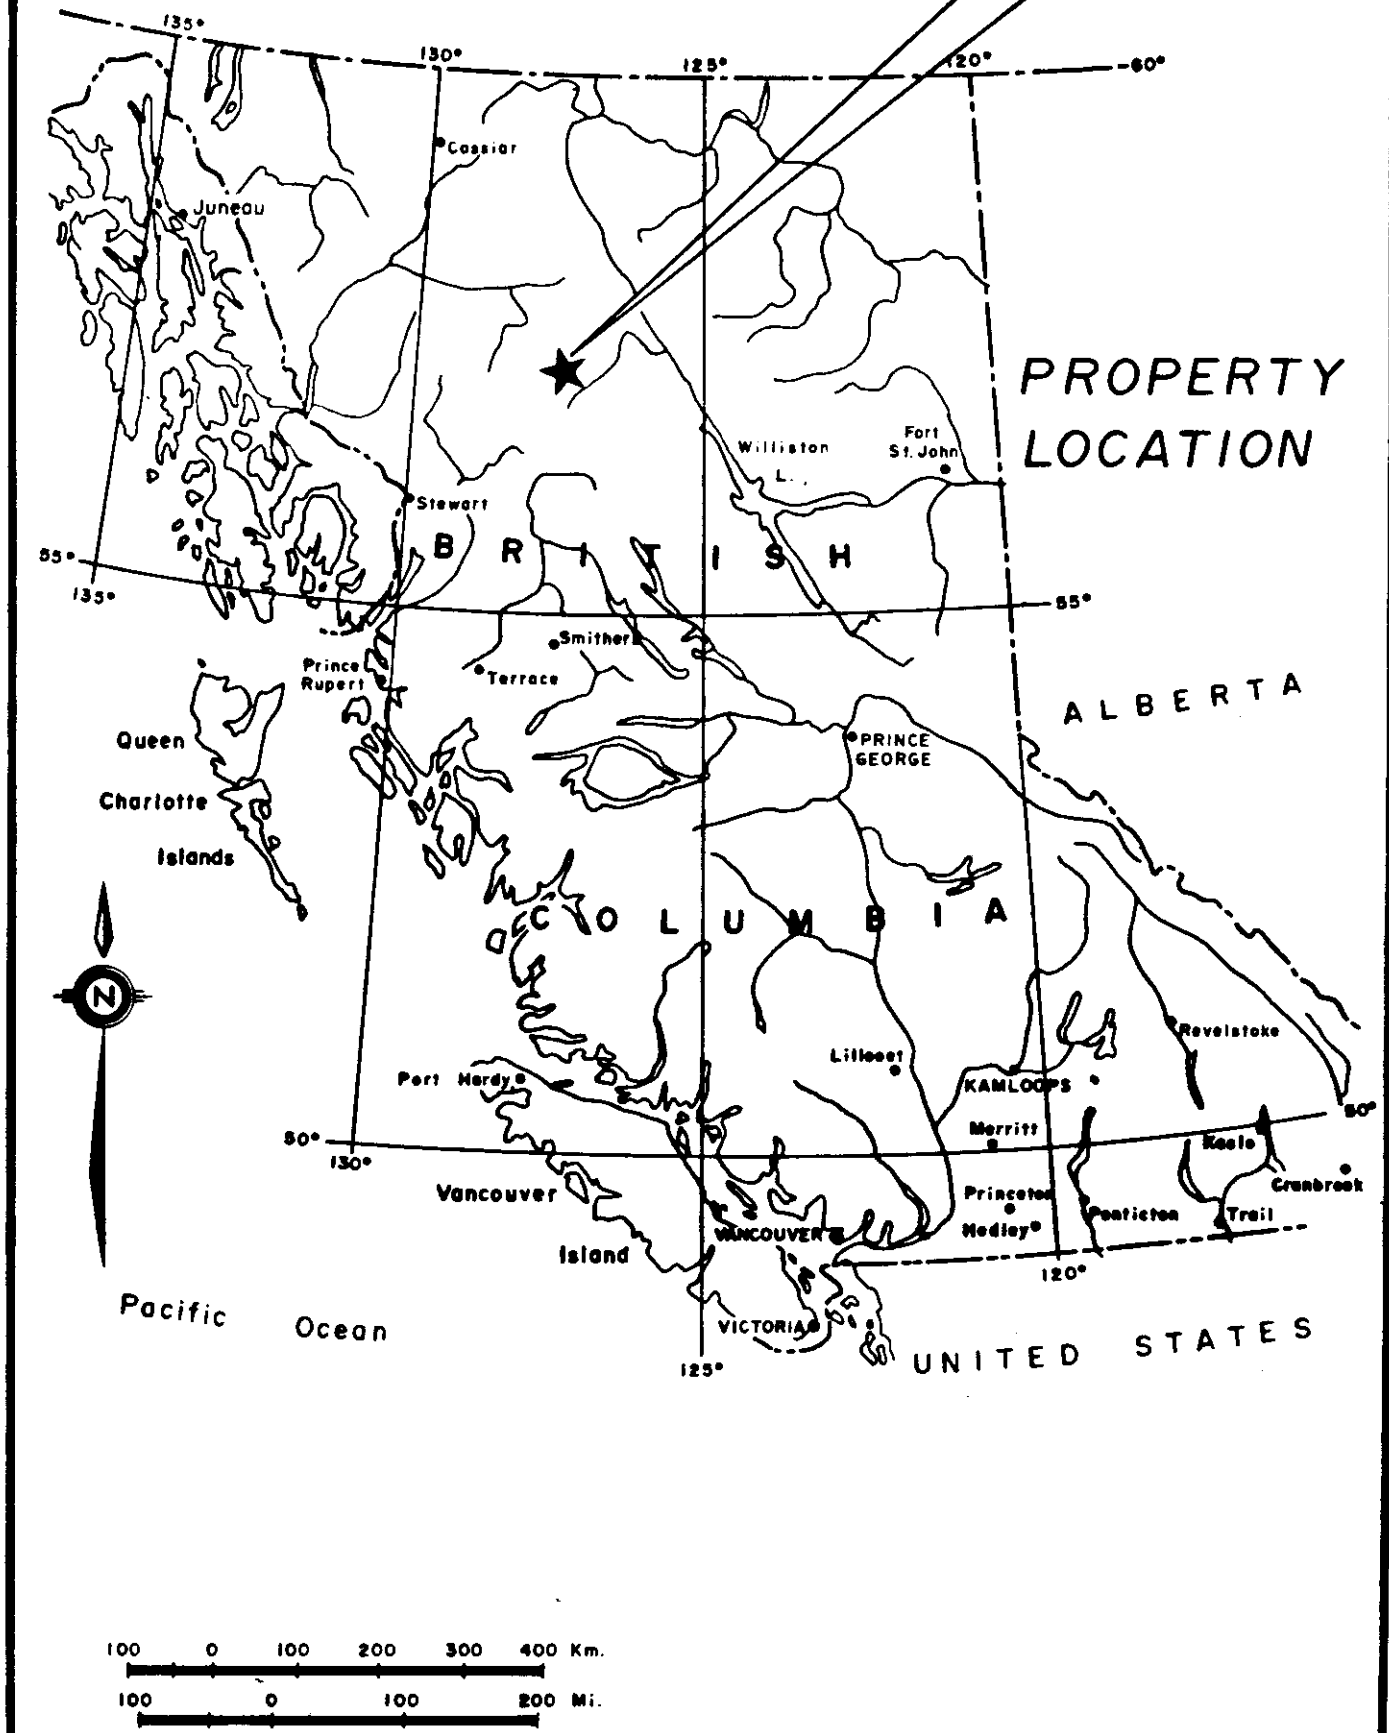 135°
130°
125°
120°
60°
Cassiar
Juneau
PROPERTY
LOCATION
Fort
St. John
Williston
L.
Stewart
BRITISH
55°
135°
55°
Smithers
Terrace
Prince
Rupert
ALBERTA
Queen
Charlotte
Islands
PRINCE
GEORGE
COLUMBIA
N
Revelstoke
Lillooet
Port Hardy
KAMLOOPS
50°
Merritt
50°
130°
Kaslo
Cranbrook
Vancouver
Island
Princeton
Penticton
Trail
Hedley
VANCOUVER
120°
Pacific Ocean
VICTORIA
UNITED STATES
125°
100 0 100 200 300 400 Km.
100 0 100 200 Mi.